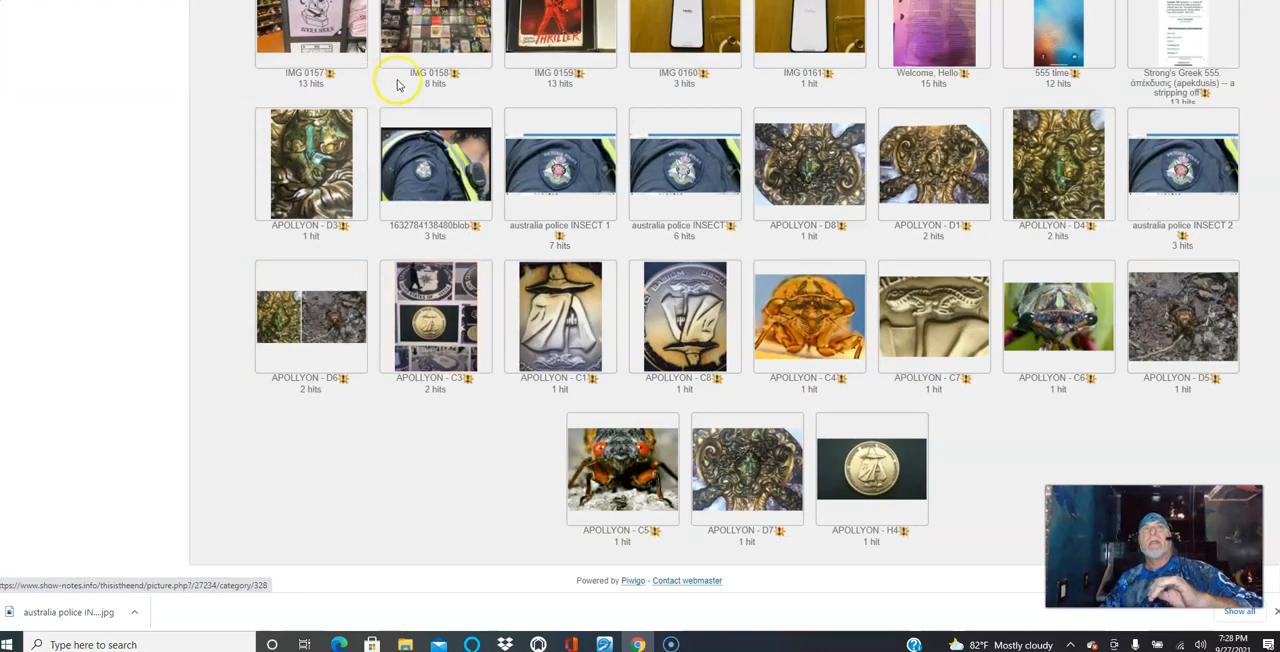 THRILLER
Hello
IMG 0157 IMG 0158 IMG 0159 IMG 0160 IMG 0161 Welcome, Hello 555 time Strong's Greek 555.
13 hits 8 hits 13 hits 3 hits 1 hit 15 hits 12 hits ἀπέκδυσις (apekdusis) -- a
stripping off
13 hits
APOLLYON - D3 1632784138480blob australia police INSECT 1 australia police INSECT APOLLYON - D8 APOLLYON - D1 APOLLYON - D4 australia police INSECT 2
1 hit 3 hits 7 hits 6 hits 1 hit 2 hits 2 hits 3 hits
APOLLYON - D6 APOLLYON - C3 APOLLYON - C1 APOLLYON - C8 APOLLYON - C4 APOLLYON - C7 APOLLYON - C6 APOLLYON - D5
2 hits 2 hits 1 hit 1 hit 1 hit 1 hit 1 hit 1 hit
APOLLYON - C5 APOLLYON - D7 APOLLYON - H4
1 hit 1 hit 1 hit
Powered by Piwigo - Contact webmaster
ttps://www.show-notes.info/thisistheend/picture.php?/27234/category/328
australia police IN....jpg
Show all
Type here to search
82°F Mostly cloudy
7:28 PM
9/27/2021